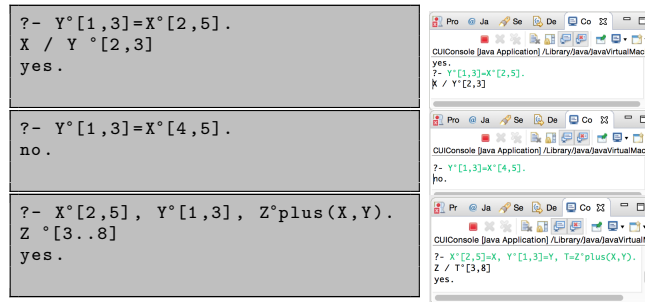 ?- Y°[1,3]=X°[2,5].
X / Y °[2,3]
yes.
?- Y°[1,3]=X°[4,5].
no.
?- X°[2,5], Y°[1,3], Z°plus(X,Y).
Z °[3..8]
yes.
Pro @ Ja Se De Co
CUIConsole [Java Application] /Library/Java/JavaVirtualMac
yes.
?- Y°[1,3]=X°[2,5].
X / Y°[2,3]
Pro @ Ja Se De Co
CUIConsole [Java Application] /Library/Java/JavaVirtualMac
?- Y°[1,3]=X°[4,5].
no.
Pr @ Ja Se De Co
CUIConsole [Java Application] /Library/Java/JavaVirtualM
?- X°[2,5]=X, Y°[1,3]=Y, T=Z°plus(X,Y).
Z / T°[3,8]
yes.